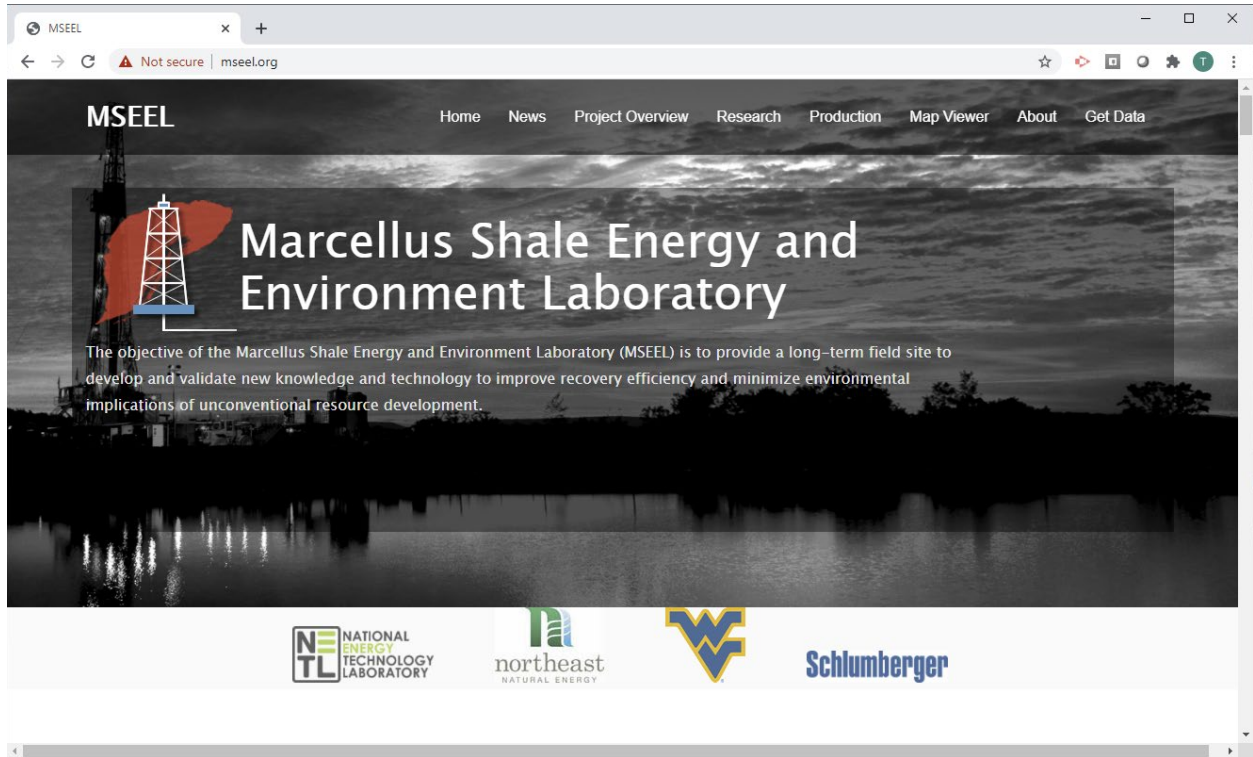 MSEEL
Not secure | mseel.org
T
MSEEL
Home News Project Overview Research Production Map Viewer About Get Data
Marcellus Shale Energy and
Environment Laboratory
The objective of the Marcellus Shale Energy and Environment Laboratory (MSEEL) is to provide a long-term field site to
develop and validate new knowledge and technology to improve recovery efficiency and minimize environmental
implications of unconventional resource development.
NETL
NATIONAL
ENERGY
TECHNOLOGY
LABORATORY
n
northeast
NATURAL ENERGY
WV
Schlumberger